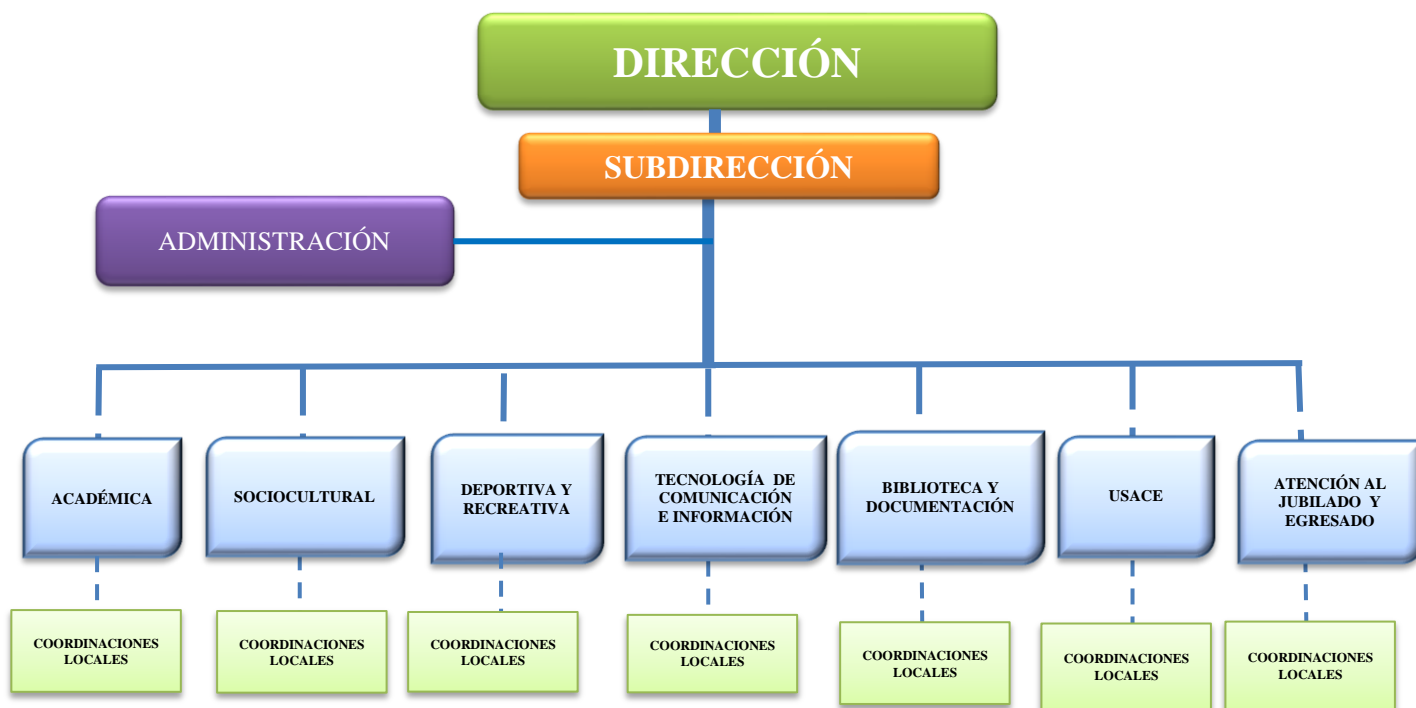 DIRECCIÓN
SUBDIRECCIÓN
ADMINISTRACIÓN
ACADÉMICA
SOCIOCULTURAL
DEPORTIVA Y
RECREATIVA
TECNOLOGÍA DE
COMUNICACIÓN
E INFORMACIÓN
BIBLIOTECA Y
DOCUMENTACIÓN
USACE
ATENCIÓN AL
JUBILADO Y
EGRESADO
COORDINACIONES
LOCALES
COORDINACIONES
LOCALES
COORDINACIONES
LOCALES
COORDINACIONES
LOCALES
COORDINACIONES
LOCALES
COORDINACIONES
LOCALES
COORDINACIONES
LOCALES